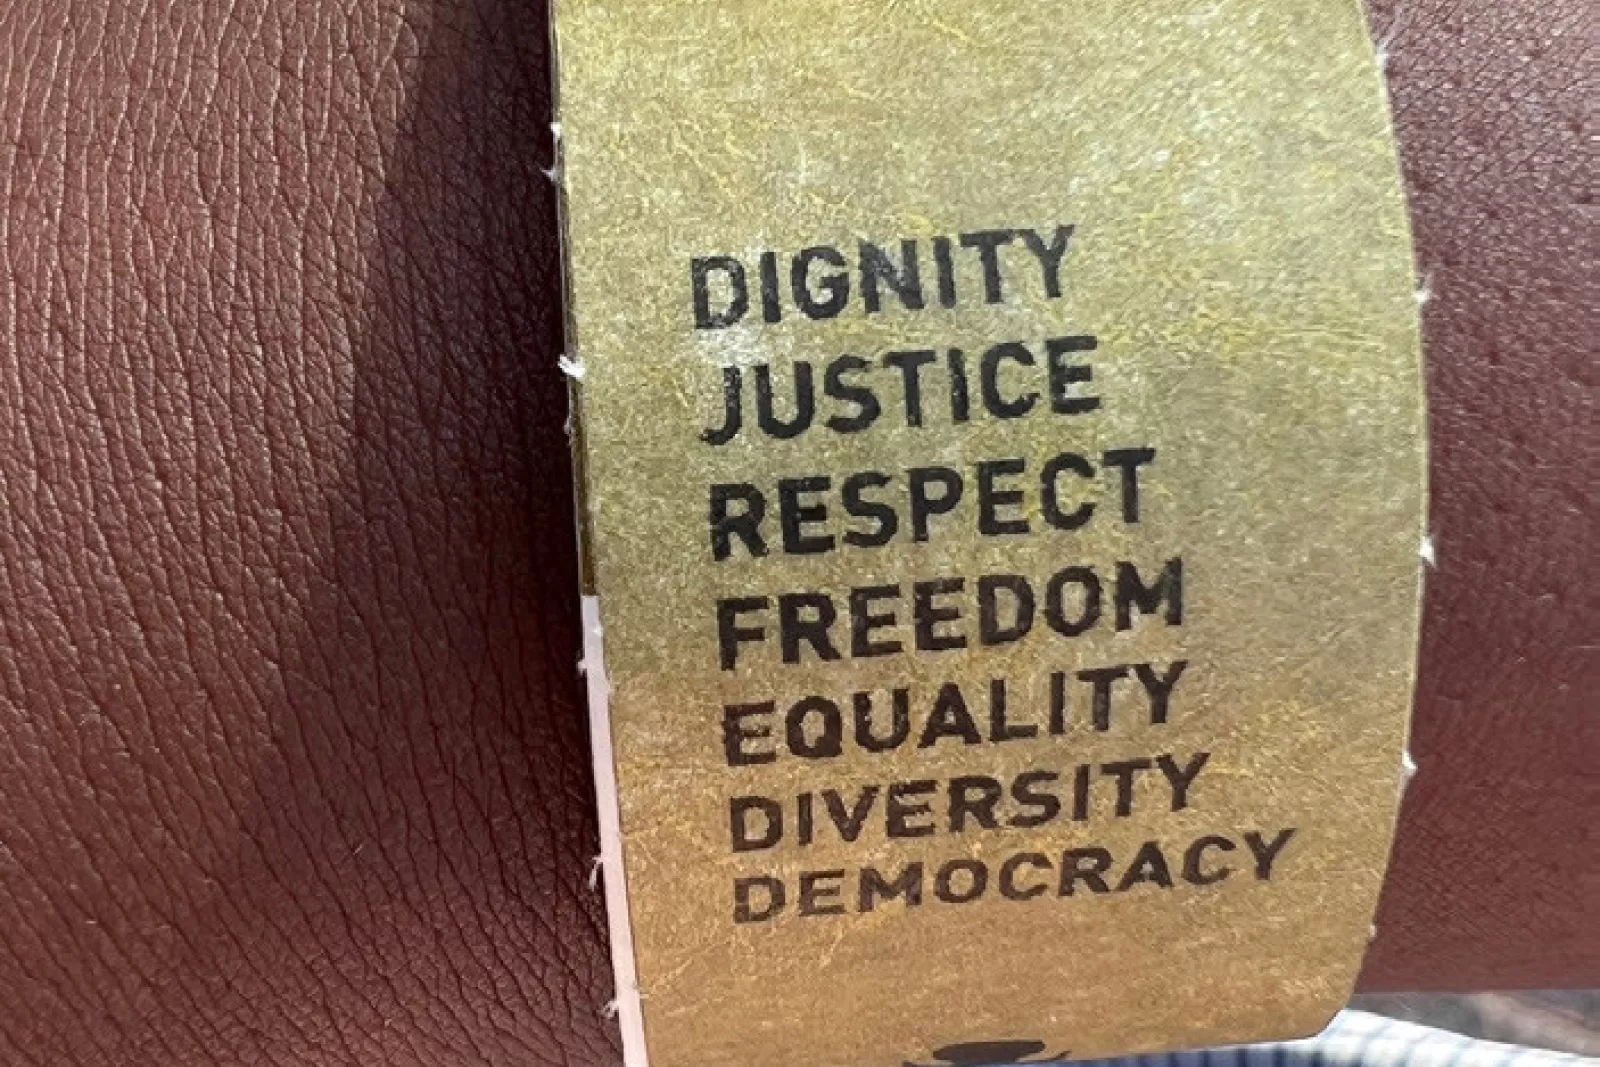 DIGNITY
JUSTICE
RESPECT
FREEDOM
EQUALITY
DIVERSITY
DEMOCRACY